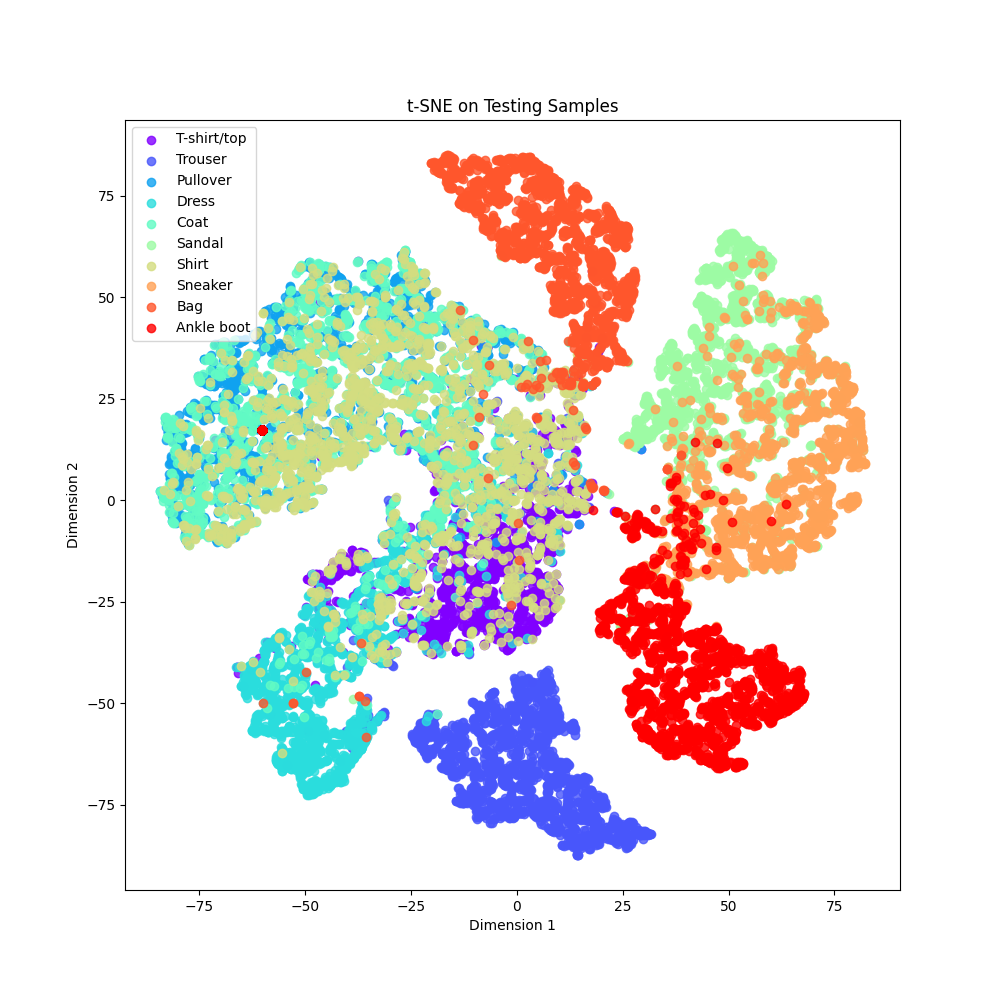 t-SNE on Testing Samples
T-shirt/top
Trouser
Pullover
Dress
Coat
Sandal
Shirt
Sneaker
Bag
Ankle boot
75
50
25
0
−25
−50
−75
Dimension 2
−75 −50 −25 0 25 50 75
Dimension 1